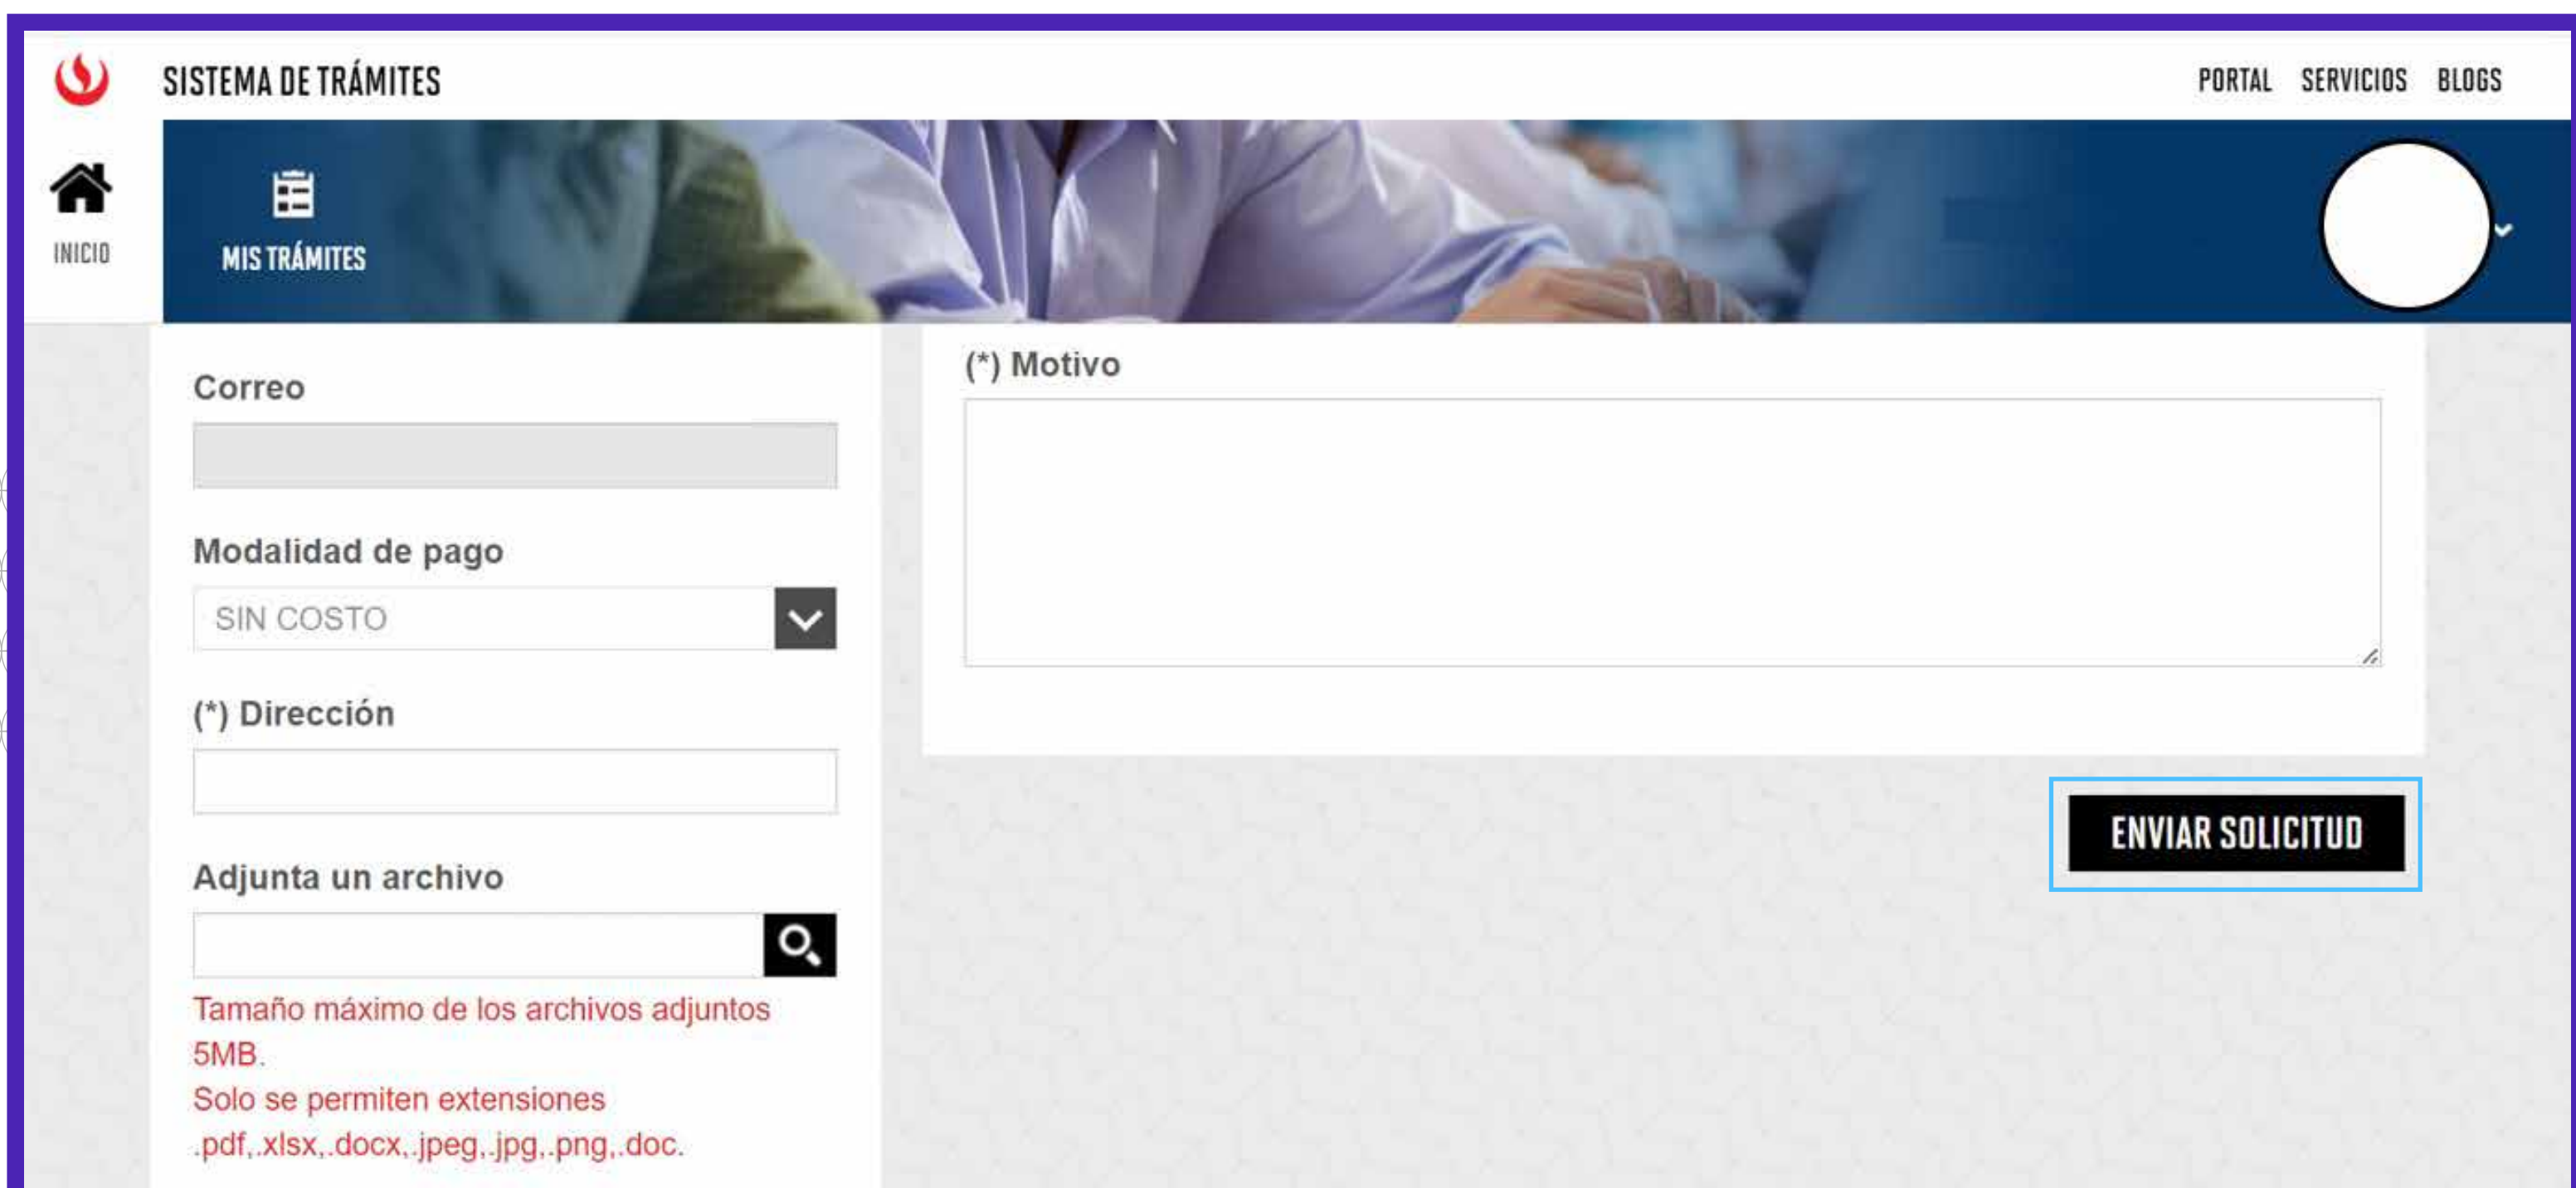 SISTEMA DE TRÁMITES
PORTAL SERVICIOS BLOGS
INICIO
MIS TRÁMITES
Correo
Modalidad de pago
SIN COSTO
(*) Dirección
Adjunta un archivo
Tamaño máximo de los archivos adjuntos
5MB.
Solo se permiten extensiones
.pdf,.xlsx,.docx,.jpeg,.jpg,.png,.doc.
(*) Motivo
ENVIAR SOLICITUD